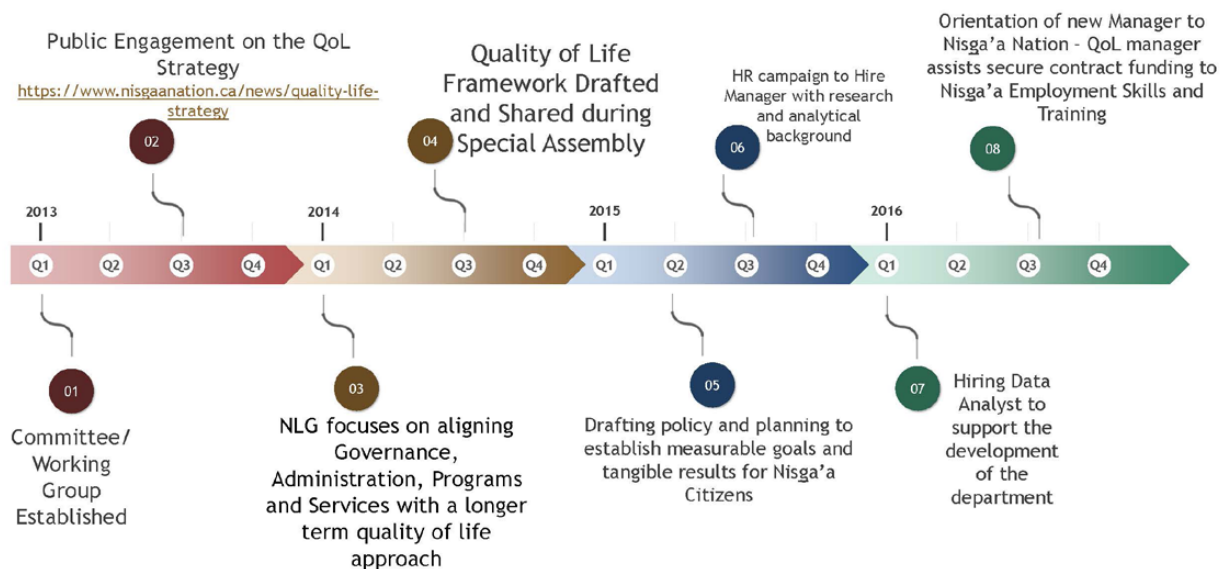 Public Engagement on the QoL
Strategy
https://www.nisgaanation.ca/news/quality-life-
strategy
02
Quality of Life
Framework Drafted
and Shared during
Special Assembly
04
HR campaign to Hire
Manager with research
and analytical
background
06
Orientation of new Manager to
Nisg̱a’a Nation - QoL manager
assists secure contract funding to
Nisg̱a’a Employment Skills and
Training
08
2013
2014
2015
2016
Q1
Q2
Q3
Q4
Q1
Q2
Q3
Q4
Q1
Q2
Q3
Q4
Q1
Q2
Q3
Q4
01
Committee/
Working
Group
Established
03
NLG focuses on aligning
Governance,
Administration, Programs
and Services with a longer
term quality of life
approach
05
Drafting policy and planning to
establish measurable goals and
tangible results for Nisg̱a’a
Citizens
07
Hiring Data
Analyst to
support the
development
of the
department